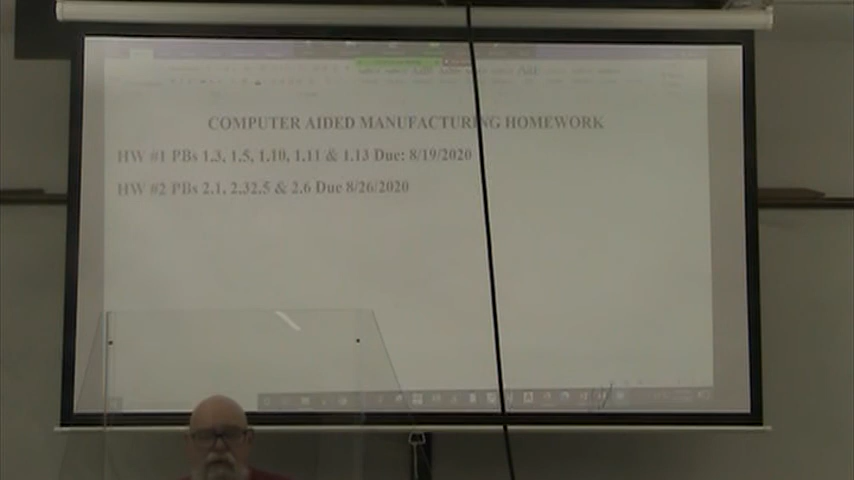 COMPUTER AIDED MANUFACTURING HOMEWORK
HW #1 PBs 1.3, 1.5, 1.10, 1.11 & 1.13 Due: 8/19/2020
HW #2 PBs 2.1, 2.32.5 & 2.6 Due 8/26/2020